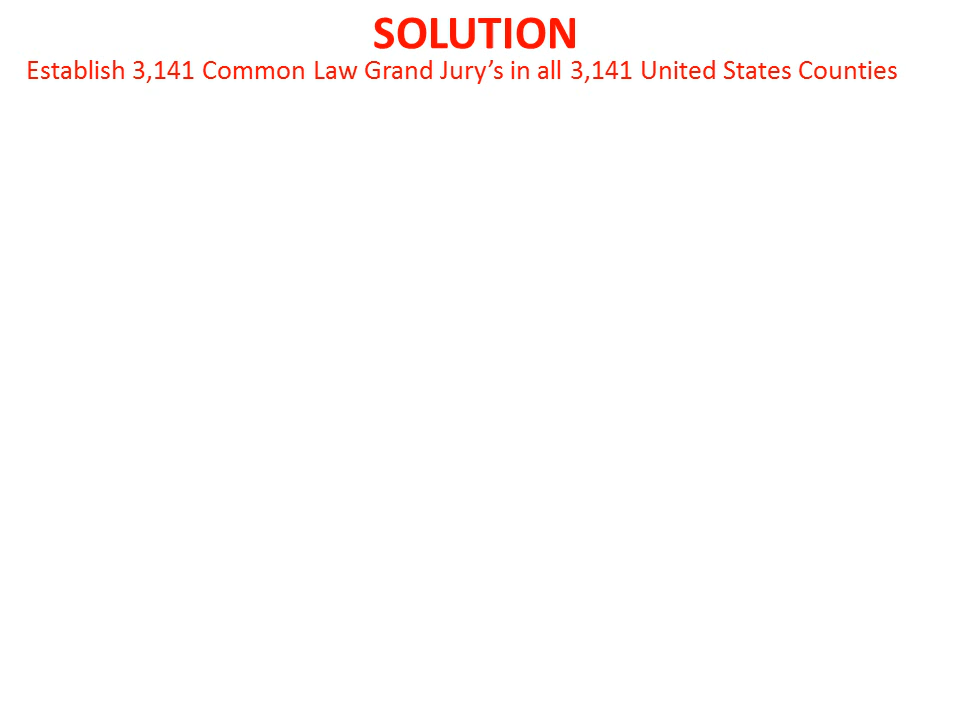 SOLUTION
Establish 3,141 Common Law Grand Jury’s in all 3,141 United States Counties